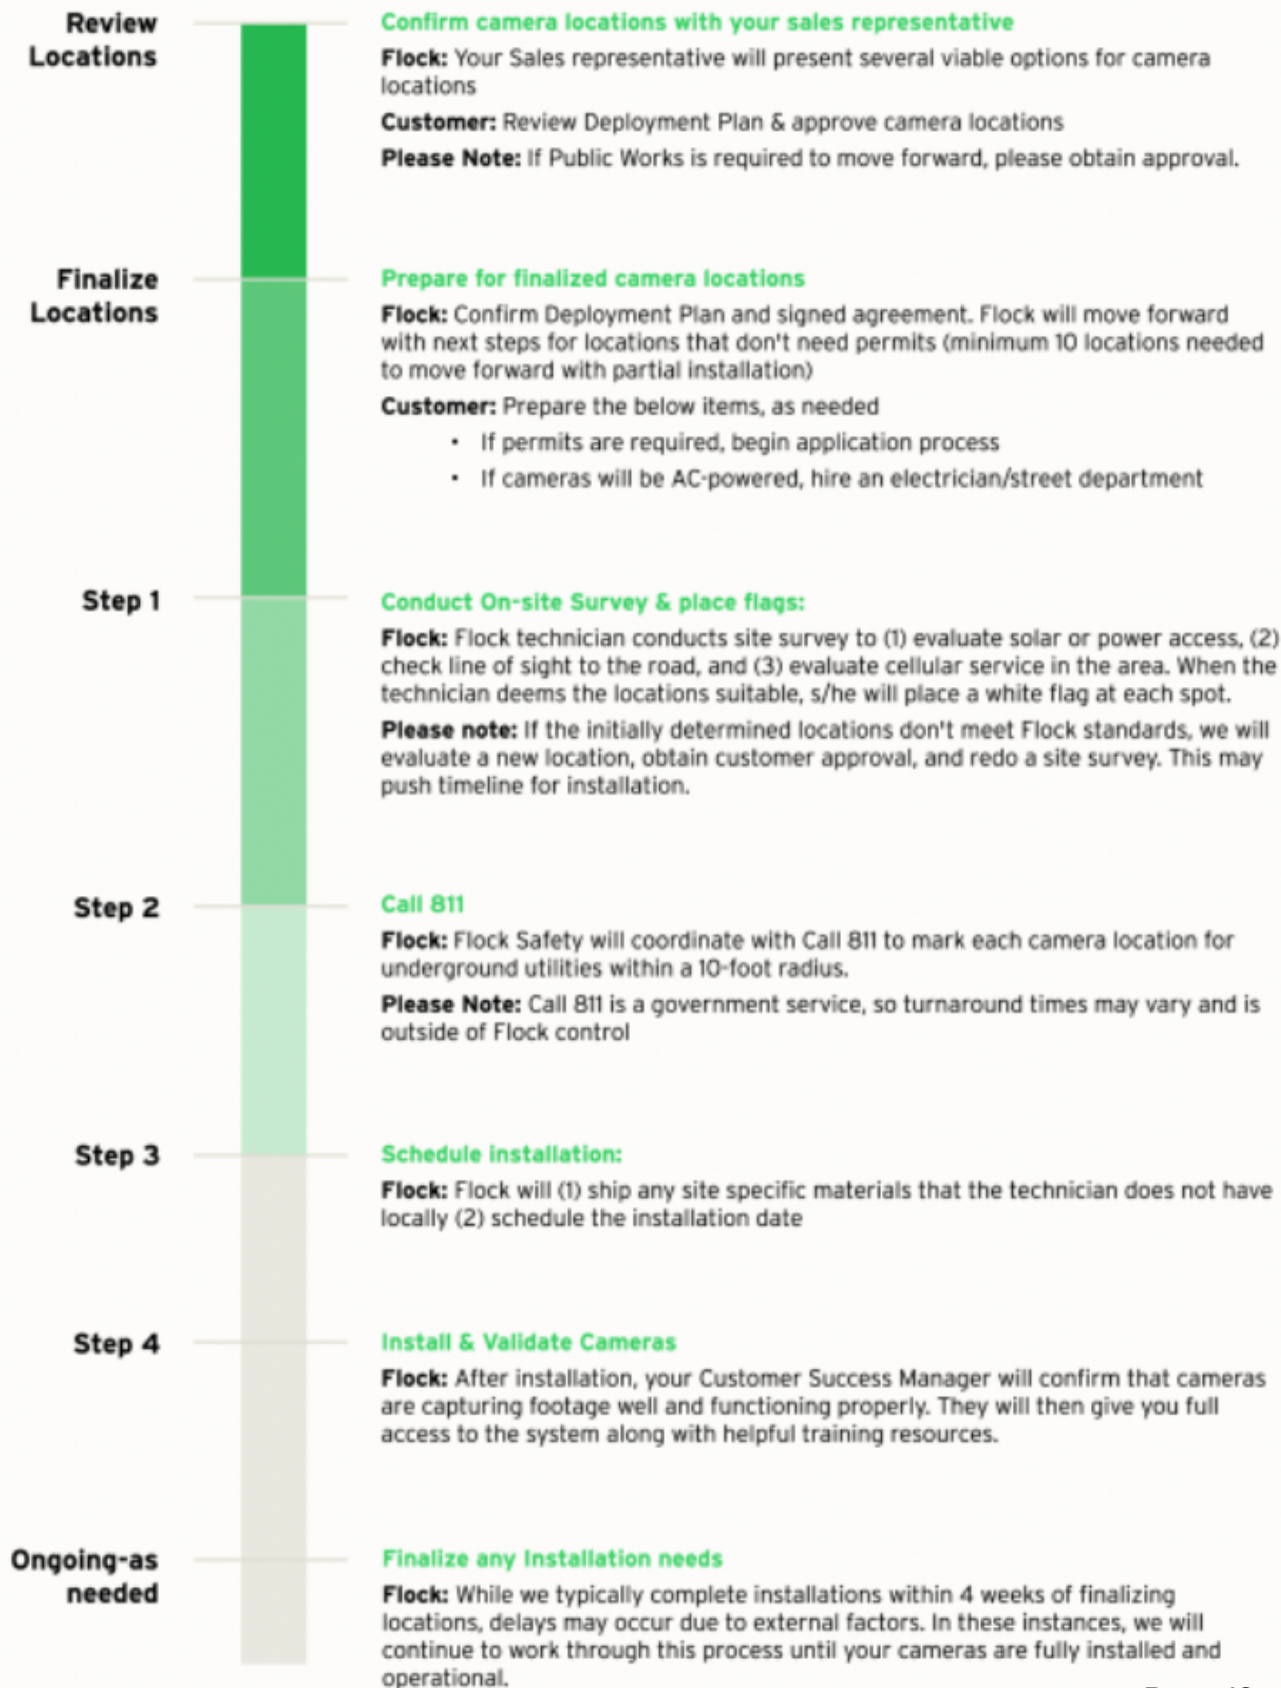 Review
Locations
Confirm camera locations with your sales representative
Flock: Your Sales representative will present several viable options for camera
locations
Customer: Review Deployment Plan & approve camera locations
Please Note: If Public Works is required to move forward, please obtain approval.
Finalize
Locations
Prepare for finalized camera locations
Flock: Confirm Deployment Plan and signed agreement. Flock will move forward
with next steps for locations that don't need permits (minimum 10 locations needed
to move forward with partial installation)
Customer: Prepare the below items, as needed
• If permits are required, begin application process
• If cameras will be AC-powered, hire an electrician/street department
Step 1
Conduct On-site Survey & place flags:
Flock: Flock technician conducts site survey to (1) evaluate solar or power access, (2)
check line of sight to the road, and (3) evaluate cellular service in the area. When the
technician deems the locations suitable, s/he will place a white flag at each spot.
Please note: If the initially determined locations don't meet Flock standards, we will
evaluate a new location, obtain customer approval, and redo a site survey. This may
push timeline for installation.
Step 2
Call 811
Flock: Flock Safety will coordinate with Call 811 to mark each camera location for
underground utilities within a 10-foot radius.
Please Note: Call 811 is a government service, so turnaround times may vary and is
outside of Flock control
Step 3
Schedule installation:
Flock: Flock will (1) ship any site specific materials that the technician does not have
locally (2) schedule the installation date
Step 4
Install & Validate Cameras
Flock: After installation, your Customer Success Manager will confirm that cameras
are capturing footage well and functioning properly. They will then give you full
access to the system along with helpful training resources.
Ongoing-as
needed
Finalize any Installation needs
Flock: While we typically complete installations within 4 weeks of finalizing
locations, delays may occur due to external factors. In these instances, we will
continue to work through this process until your cameras are fully installed and
operational.